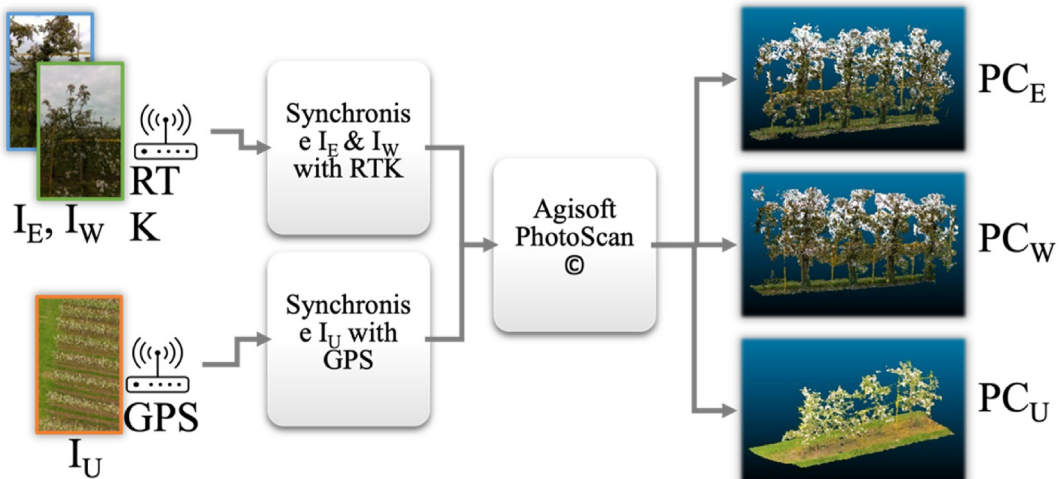 I_E, I_W
RT
K
Synchronis
e I_E & I_W
with RTK
I_U
GPS
Synchronis
e I_U with
GPS
Agisoft
PhotoScan
©
PC_E
PC_W
PC_U